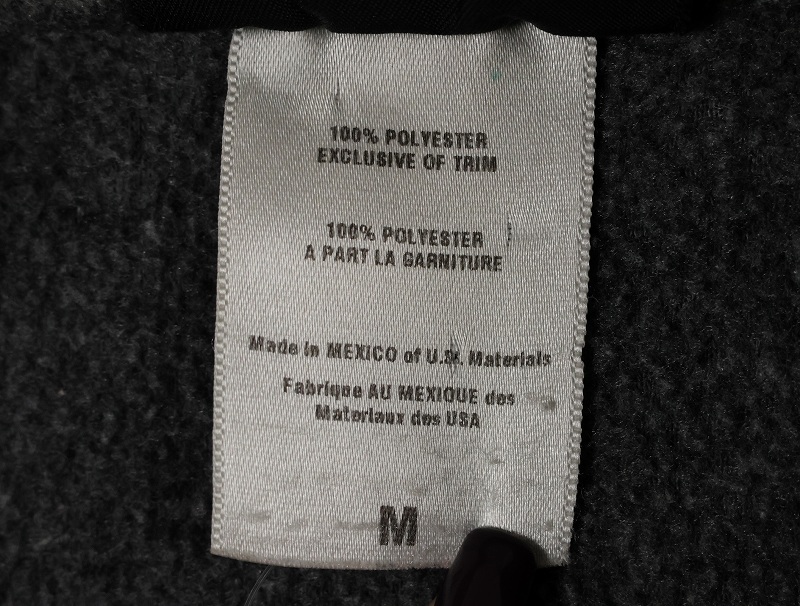 100% POLYESTER
EXCLUSIVE OF TRIM
100% POLYESTER
A PART LA GARNITURE
Made in MEXICO of U.S. Materials
Fabrique AU MEXIQUE des
Materiaux des USA
M